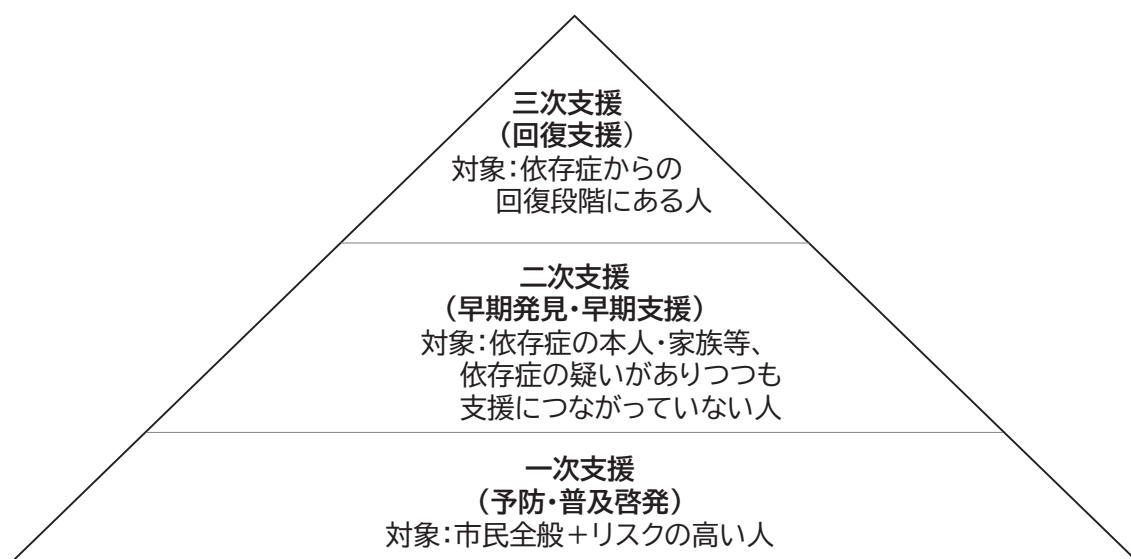 三次支援
(回復支援)
対象：依存症からの
回復段階にある人
二次支援
(早期発見・早期支援)
対象：依存症の本人・家族等、
依存症の疑いがありつつも
支援につながっていない人
一次支援
(予防・普及啓発)
対象：市民全般＋リスクの高い人